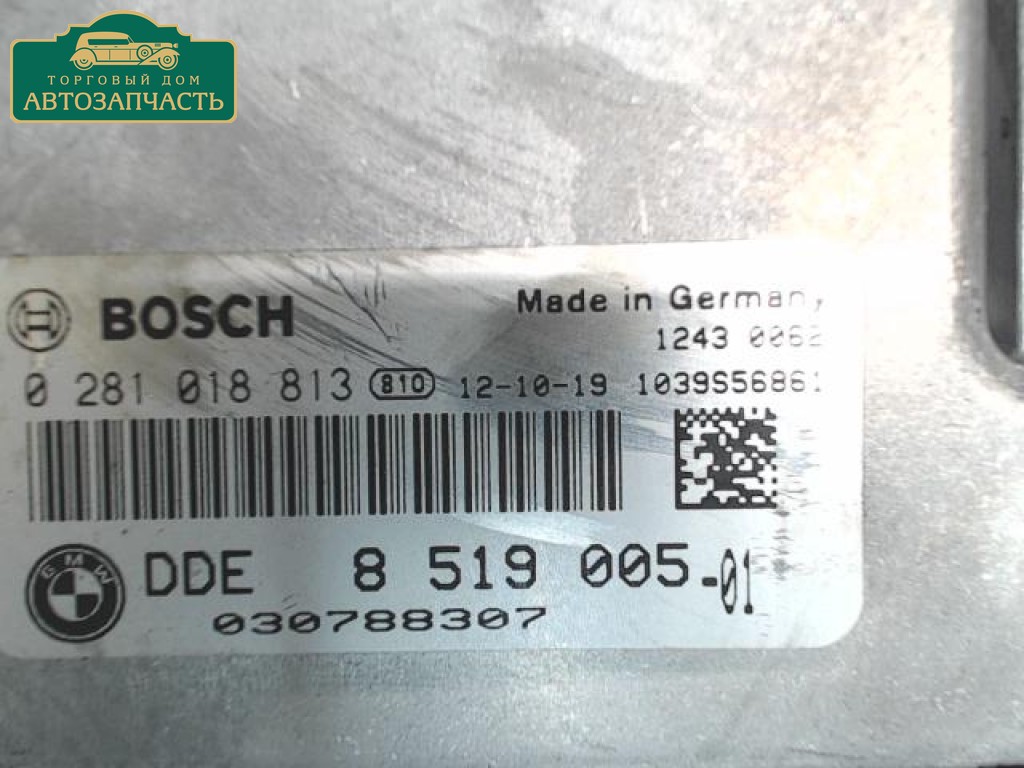 ТОРГОВЫЙ ДОМ
АВТОЗАПЧАСТЬ
BOSCH
Made in Germany
1243 0062
0 281 018 813 810 12-10-19 1039S56861
BMW
DDE 8 519 005-01
030788307